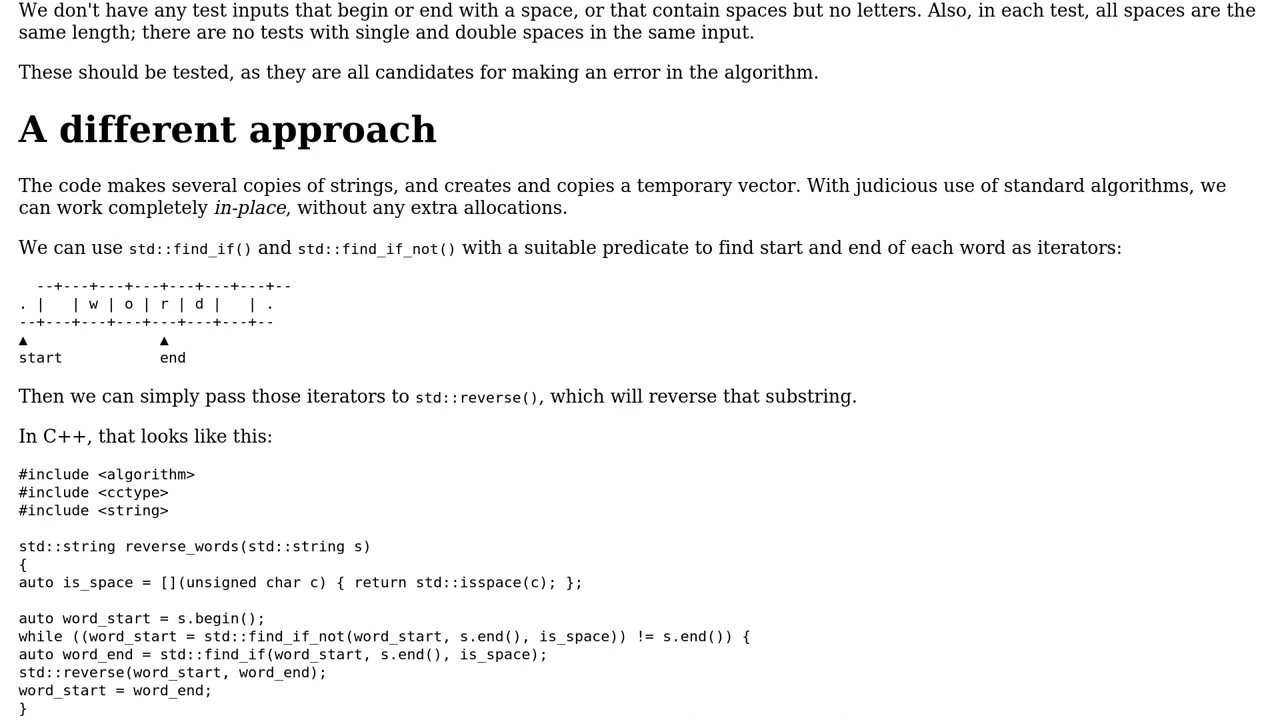 We don't have any test inputs that begin or end with a space, or that contain spaces but no letters. Also, in each test, all spaces are the
same length; there are no tests with single and double spaces in the same input.
These should be tested, as they are all candidates for making an error in the algorithm.
A different approach
The code makes several copies of strings, and creates and copies a temporary vector. With judicious use of standard algorithms, we
can work completely in-place, without any extra allocations.
We can use std::find_if() and std::find_if_not() with a suitable predicate to find start and end of each word as iterators:
  --+---+---+---+---+---+---+--
. |   | w | o | r | d |   | .
--+---+---+---+---+---+---+--
▲               ▲
start           end
Then we can simply pass those iterators to std::reverse(), which will reverse that substring.
In C++, that looks like this:
#include <algorithm>
#include <cctype>
#include <string>
std::string reverse_words(std::string s)
{
auto is_space = [](unsigned char c) { return std::isspace(c); };
auto word_start = s.begin();
while ((word_start = std::find_if_not(word_start, s.end(), is_space)) != s.end()) {
auto word_end = std::find_if(word_start, s.end(), is_space);
std::reverse(word_start, word_end);
word_start = word_end;
}